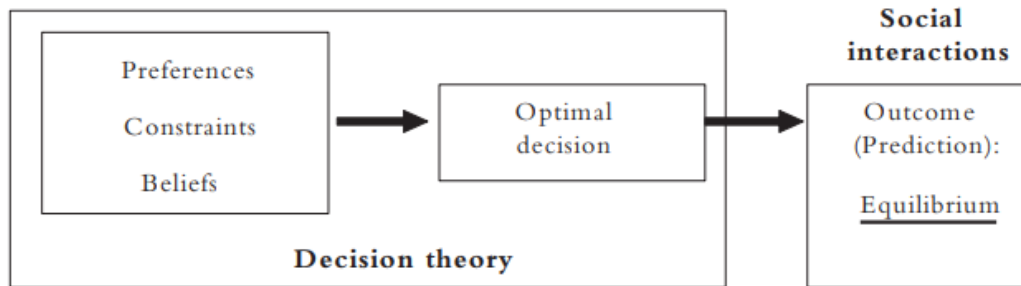 Social
interactions
Preferences
Constraints
Beliefs
Optimal
decision
Outcome
(Prediction):
Equilibrium
Decision theory